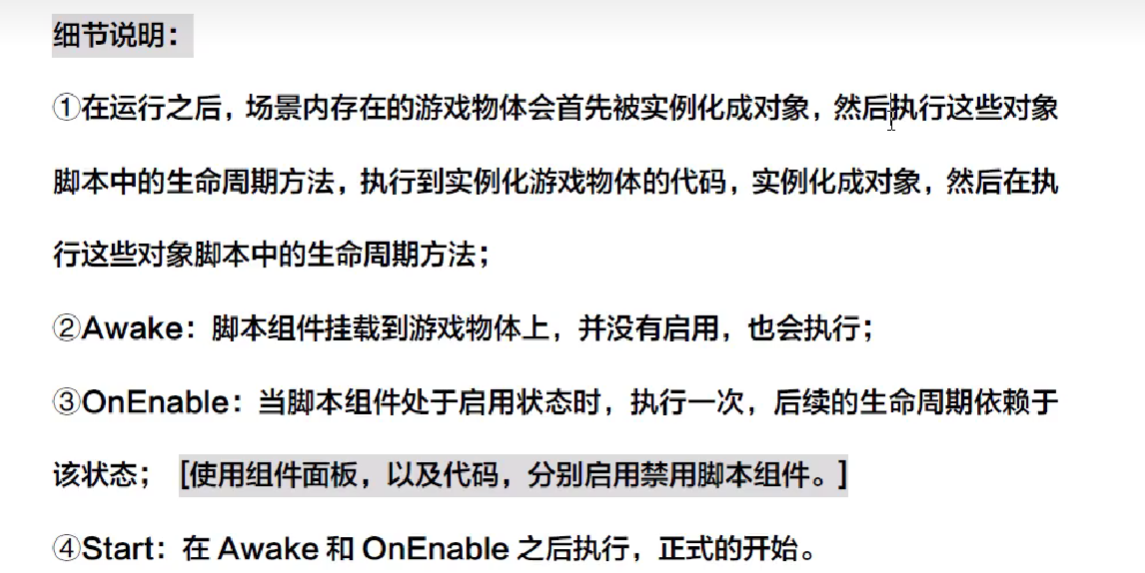 细节说明：
①在运行之后，场景内存在的游戏物体会首先被实例化成对象，然后执行这些对象
脚本中的生命周期方法，执行到实例化游戏物体的代码，实例化成对象，然后在执
行这些对象脚本中的生命周期方法；
②Awake：脚本组件挂载到游戏物体上，并没有启用，也会执行；
③OnEnable：当脚本组件处于启用状态时，执行一次，后续的生命周期依赖于
该状态； [使用组件面板，以及代码，分别启用禁用脚本组件。]
④Start：在 Awake 和 OnEnable 之后执行，正式的开始。